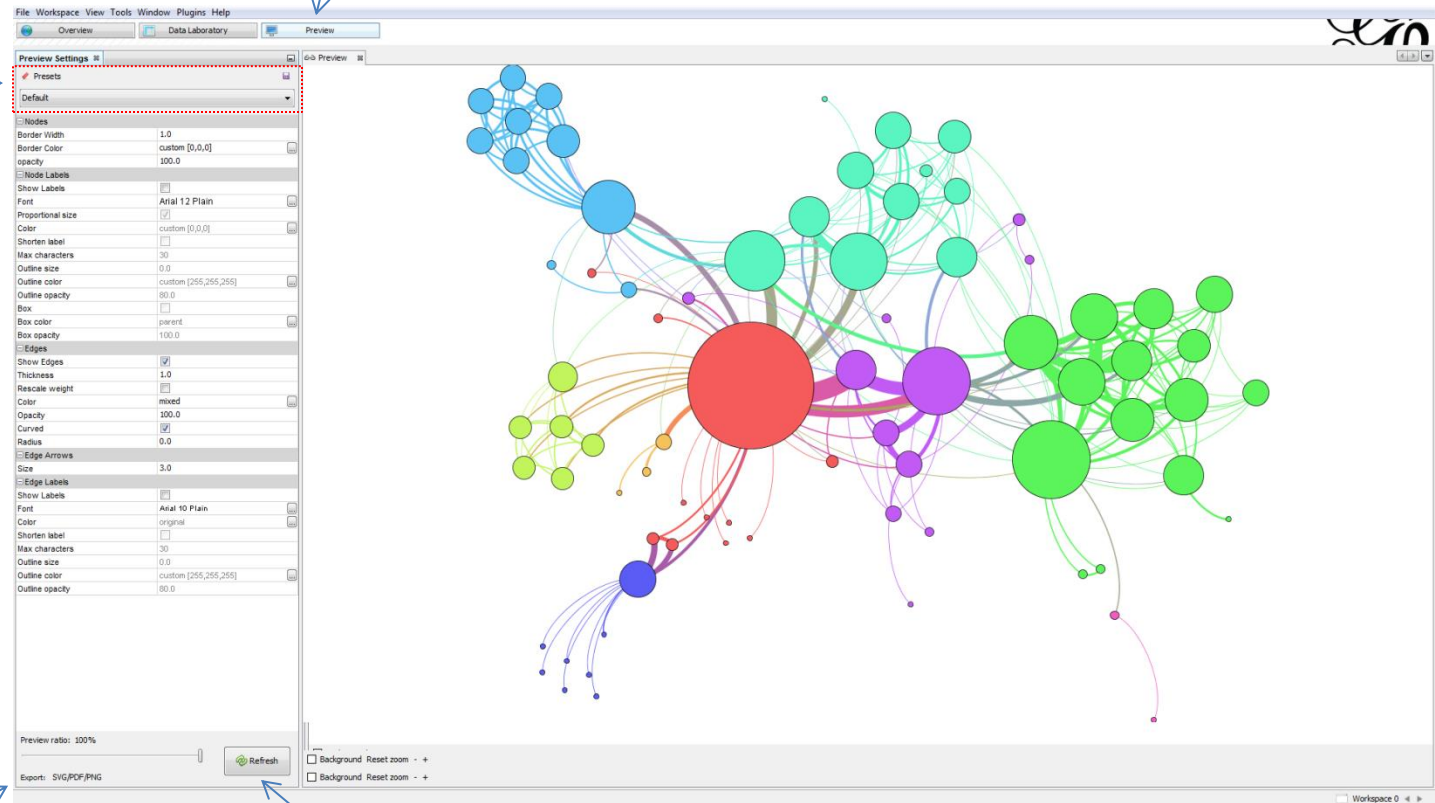 File Workspace View Tools Window Plugins Help
Overview Data Laboratory Preview
Preview Settings
Preview
Presets
Default
Nodes
Border Width 1.0
Border Color custom [0,0,0]
opacity 100.0
Node Labels
Show Labels
Font Arial 12 Plain
Proportional size
Color custom [0,0,0]
Shorten label
Max characters 30
Outline size 0.0
Outline color custom [255,255,255]
Outline opacity 80.0
Box
Box color parent
Box opacity 100.0
Edges
Show Edges
Thickness 1.0
Rescale weight
Color mixed
Opacity 100.0
Curved
Radius 0.0
Edge Arrows
Size 3.0
Edge Labels
Show Labels
Font Arial 10 Plain
Color original
Shorten label
Max characters 30
Outline size 0.0
Outline color custom [255,255,255]
Outline opacity 80.0
Preview ratio: 100%
Refresh
Export: SVG/PDF/PNG
Background Reset zoom - +
Background Reset zoom - +
Workspace 0